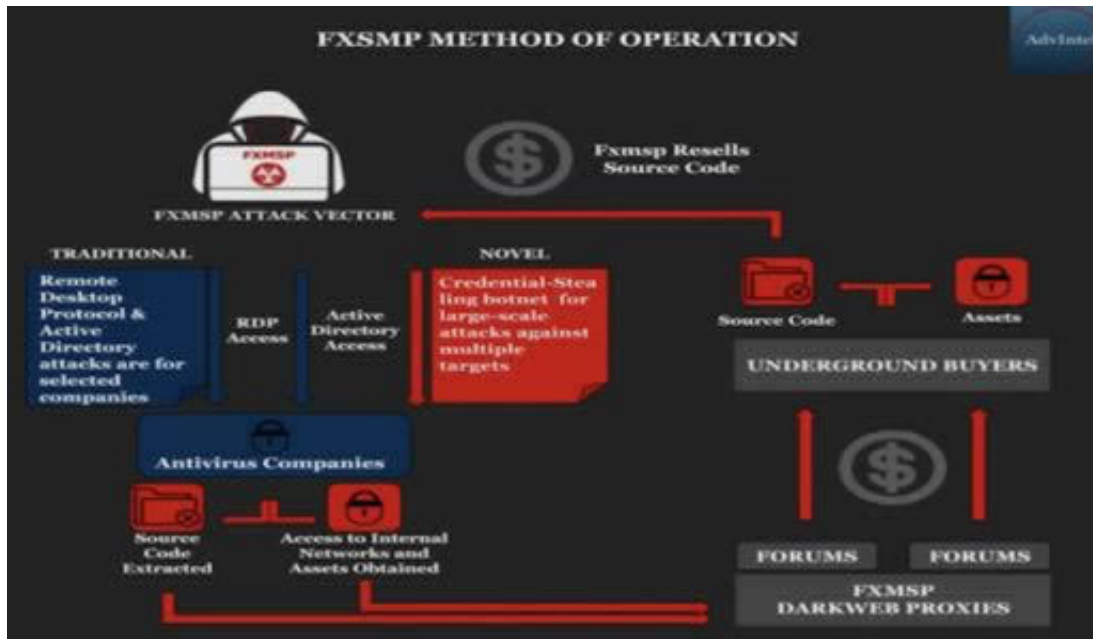 FXSMP METHOD OF OPERATION
AdvInte
FXMSP
FXMSP ATTACK VECTOR
Fxmsp Resells
Source Code
TRADITIONAL
Remote
Desktop
Protocol &
Active
Directory
attacks are for
selected
companies
RDP
Access
Active
Directory
Access
NOVEL
Credential-Stea
ling botnet for
large-scale
attacks against
multiple
targets
Antivirus Companies
Source
Code
Extracted
Access to Internal
Networks and
Assets Obtained
Source Code
Assets
UNDERGROUND BUYERS
FORUMS
FORUMS
FXMSP
DARKWEB PROXIES